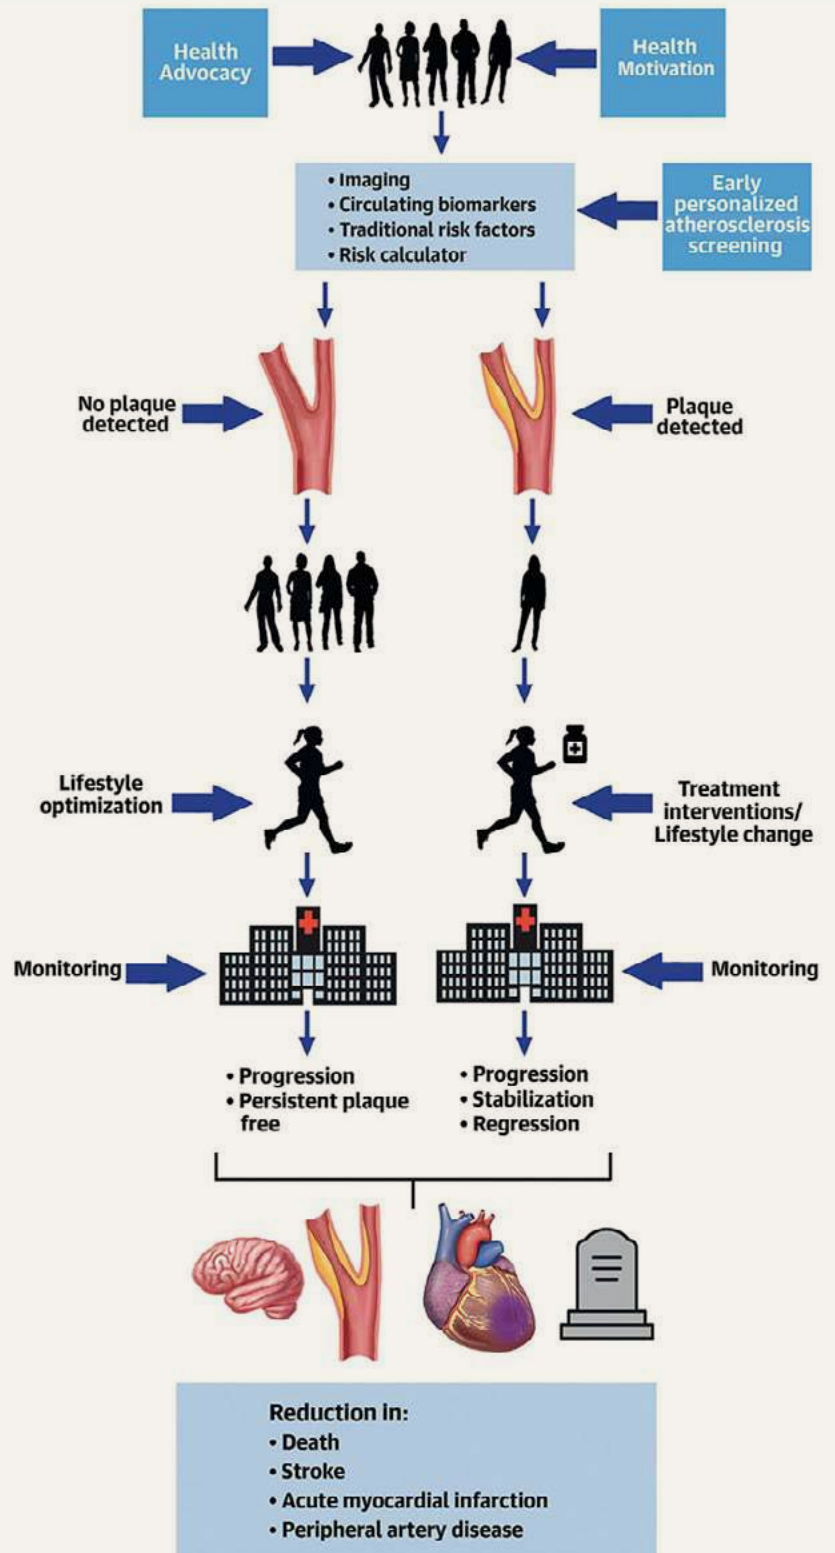 Health
Advocacy
Health
Motivation
• Imaging
• Circulating biomarkers
• Traditional risk factors
• Risk calculator
Early
personalized
atherosclerosis
screening
No plaque
detected
Plaque
detected
Lifestyle
optimization
Treatment
interventions/
Lifestyle change
Monitoring
Monitoring
• Progression
• Persistent plaque
free
• Progression
• Stabilization
• Regression
Reduction in:
• Death
• Stroke
• Acute myocardial infarction
• Peripheral artery disease